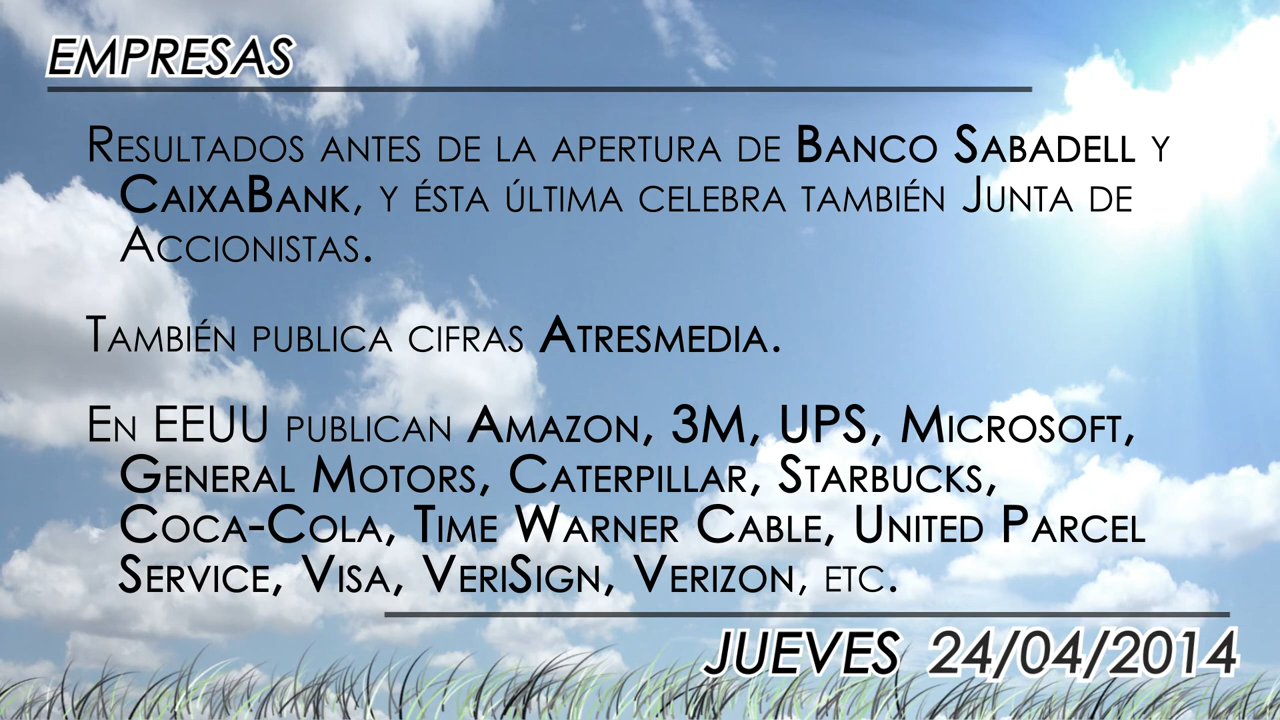 EMPRESAS
Resultados antes de la apertura de Banco Sabadell y
CaixaBank, y ésta última celebra también Junta de
Accionistas.
También publica cifras Atresmedia.
En EEUU publican Amazon, 3M, UPS, Microsoft,
General Motors, Caterpillar, Starbucks,
Coca-Cola, Time Warner Cable, United Parcel
Service, Visa, VeriSign, Verizon, etc.
JUEVES 24/04/2014